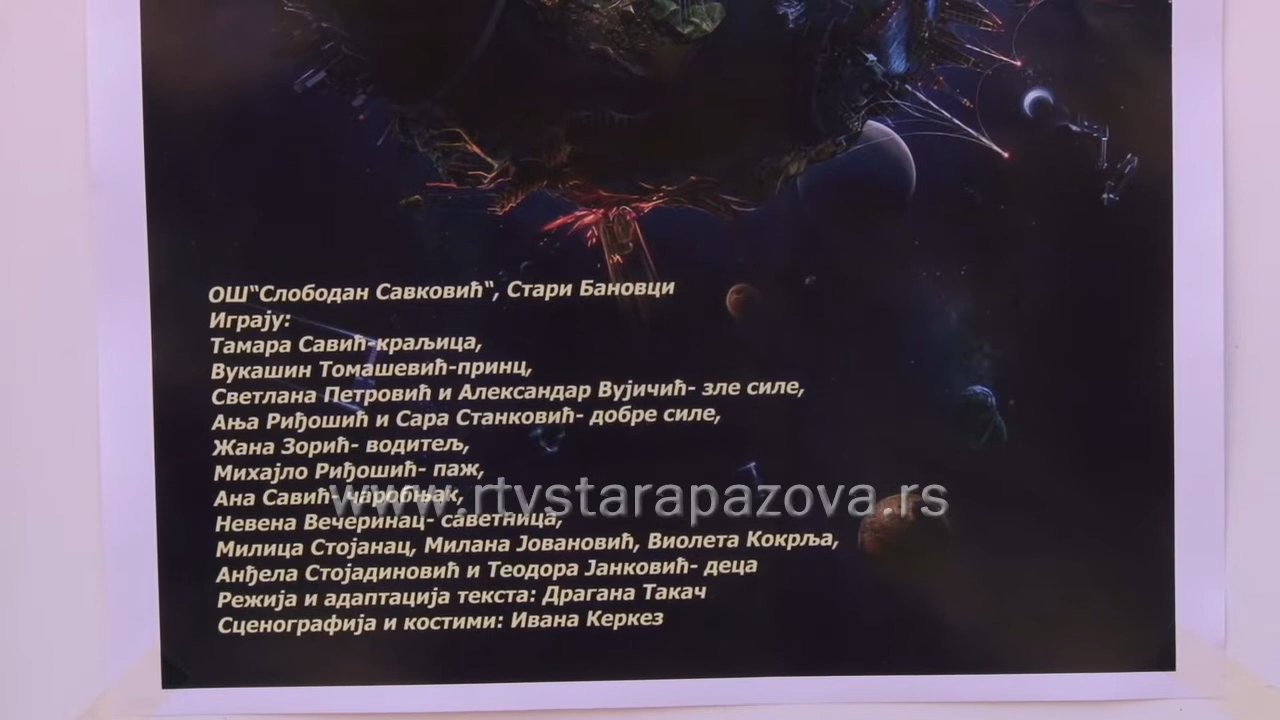 ОШ“Слободан Савковић“, Стари Бановци
Играју:
Тамара Савић-краљица,
Вукашин Томашевић-принц,
Светлана Петровић и Александар Вујичић- зле силе,
Ања Риђошић и Сара Станковић- добре силе,
Жана Зорић- водитељ,
Михајло Риђошић- паж,
Ана Савић- чаробњак,
www.rtvstarapazova.rs
Невена Вечеринац- саветница,
Милица Стојанац, Милана Јовановић, Виолета Кокрља,
Анђела Стојадиновић и Теодора Јанковић- деца
Режија и адаптација текста: Драгана Такач
Сценографија и костими: Ивана Керкез